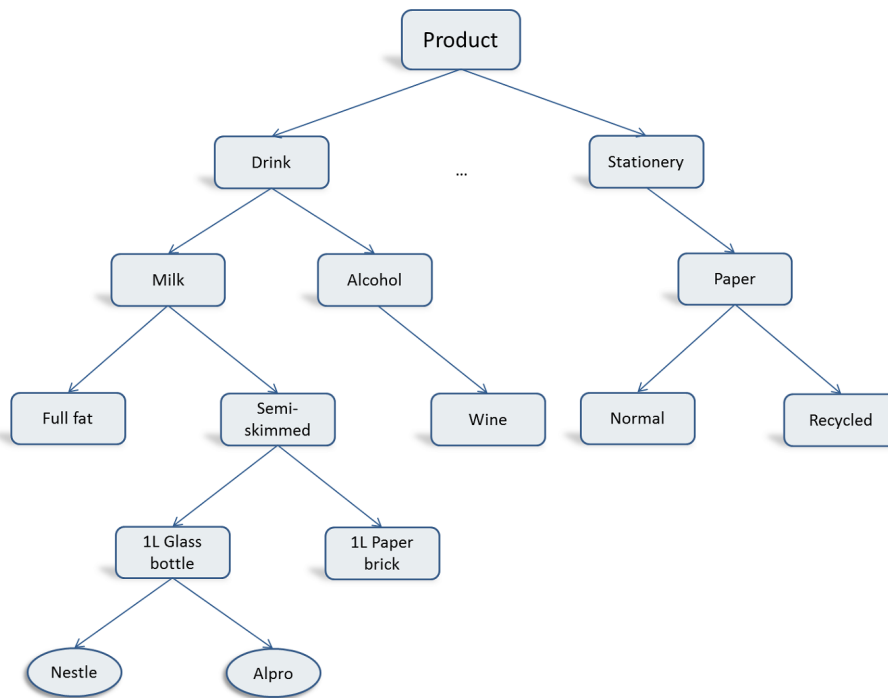 Product
Drink
...
Stationery
Milk
Alcohol
Paper
Full fat
Semi-
skimmed
Wine
Normal
Recycled
1L Glass
bottle
1L Paper
brick
Nestle
Alpro